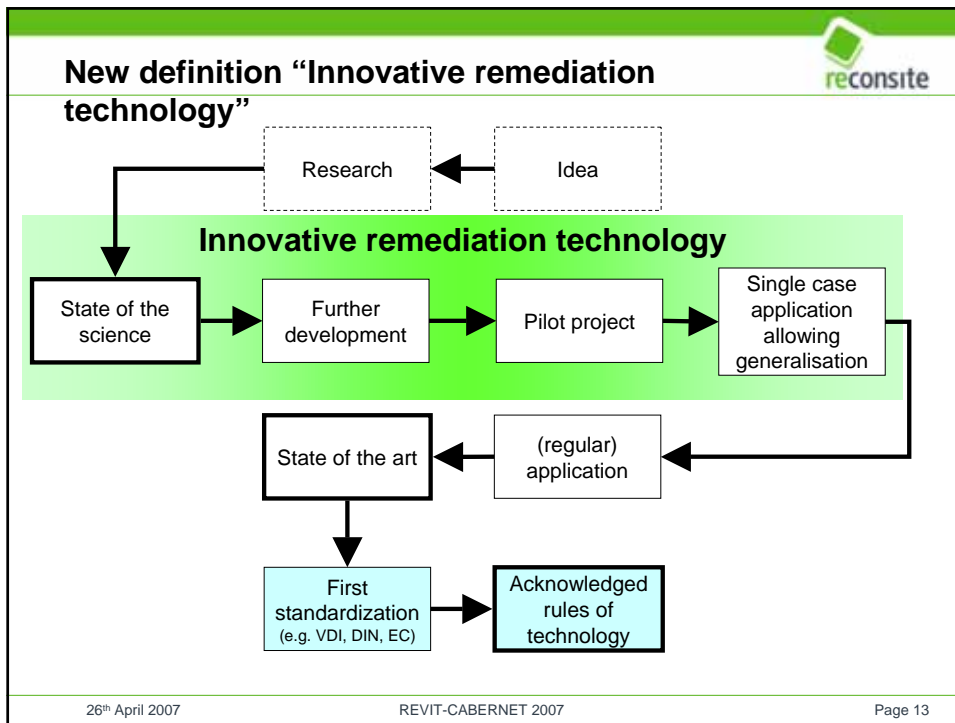 New definition “Innovative remediation
technology”
reconsite
Research
Idea
Innovative remediation technology
State of the
science
Further
development
Pilot project
Single case
application
allowing
generalisation
State of the art
(regular)
application
First
standardization
(e.g. VDI, DIN, EC)
Acknowledged
rules of
technology
26th April 2007
REVIT-CABERNET 2007
Page 13